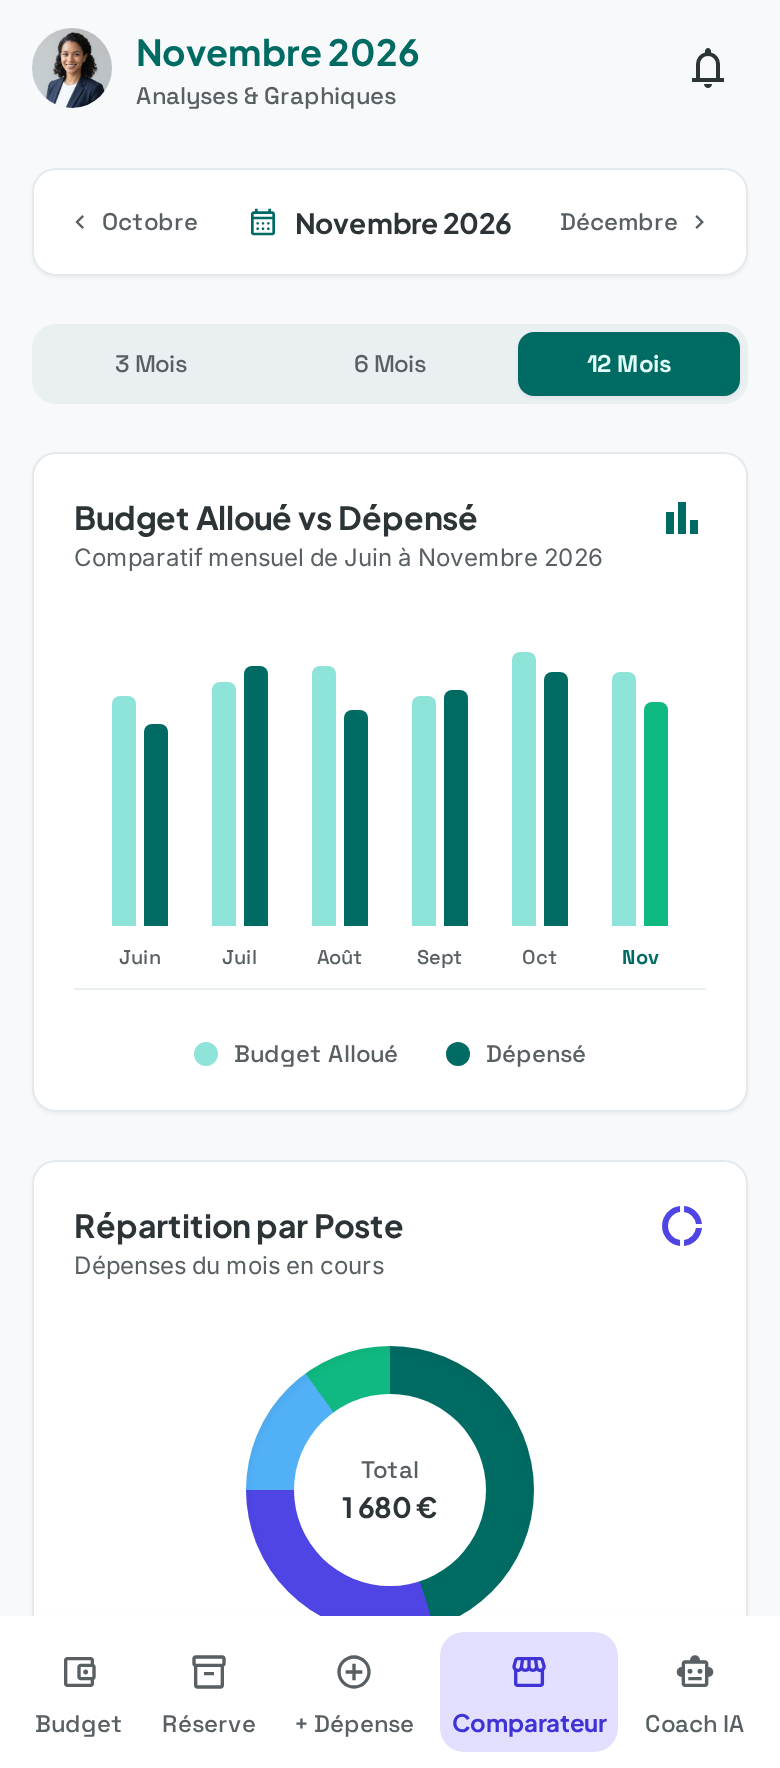 Novembre 2026
Analyses & Graphiques
Octobre
Novembre 2026
Décembre
3 Mois
6 Mois
12 Mois
Budget Alloué vs Dépensé
Comparatif mensuel de Juin à Novembre 2026
Juin
Juil
Août
Sept
Oct
Nov
Budget Alloué
Dépensé
Répartition par Poste
Dépenses du mois en cours
Total
1 680 €
Budget
Réserve
+ Dépense
Comparateur
Coach IA